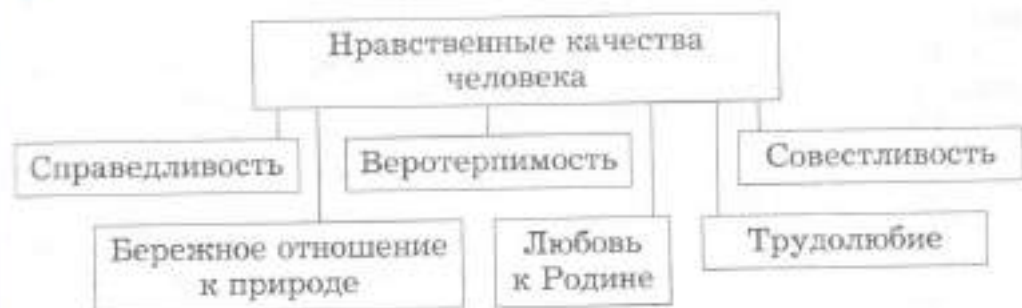 Нравственные качества
человека
Справедливость
Веротерпимость
Совестливость
Бережное отношение
к природе
Любовь
к Родине
Трудолюбие